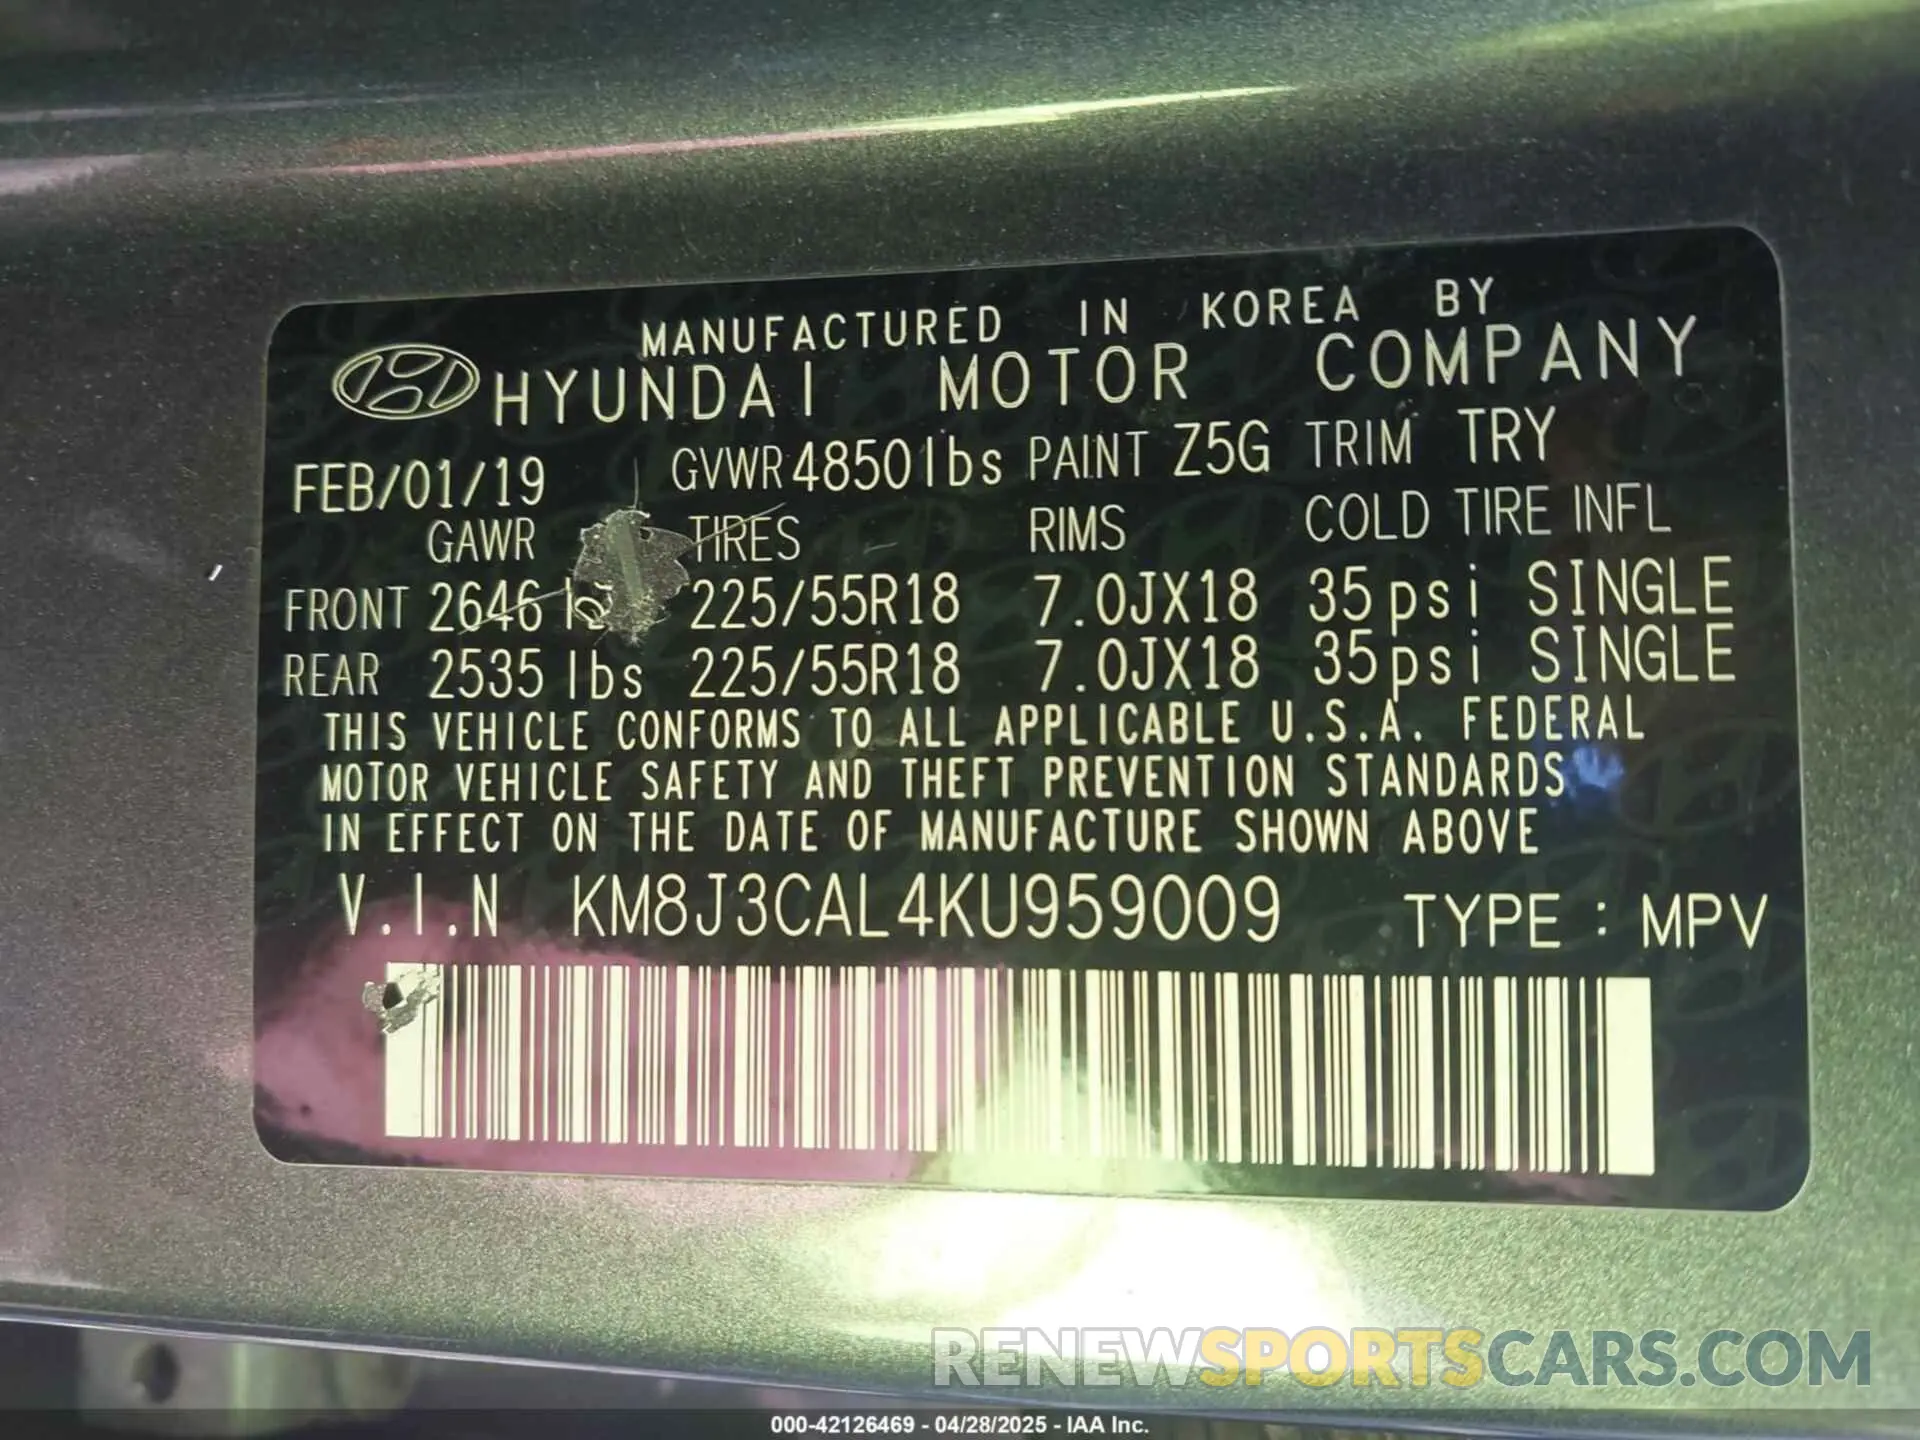 MANUFACTURED IN KOREA BY
HYUNDAI MOTOR COMPANY
FEB/01/19 GVWR 4850lbs PAINT Z5G TRIM TRY
GAWR TIRES RIMS COLD TIRE INFL
FRONT 2646 225/55R18 7.0JX18 35psi SINGLE
REAR 2535 lbs 225/55R18 7.0JX18 35psi SINGLE
THIS VEHICLE CONFORMS TO ALL APPLICABLE U.S.A. FEDERAL
MOTOR VEHICLE SAFETY AND THEFT PREVENTION STANDARDS
IN EFFECT ON THE DATE OF MANUFACTURE SHOWN ABOVE
V.I.N KM8J3CAL4KU959009 TYPE : MPV
RENEWSPORTSCARS.COM
000-42126469 - 04/28/2025 - IAA Inc.